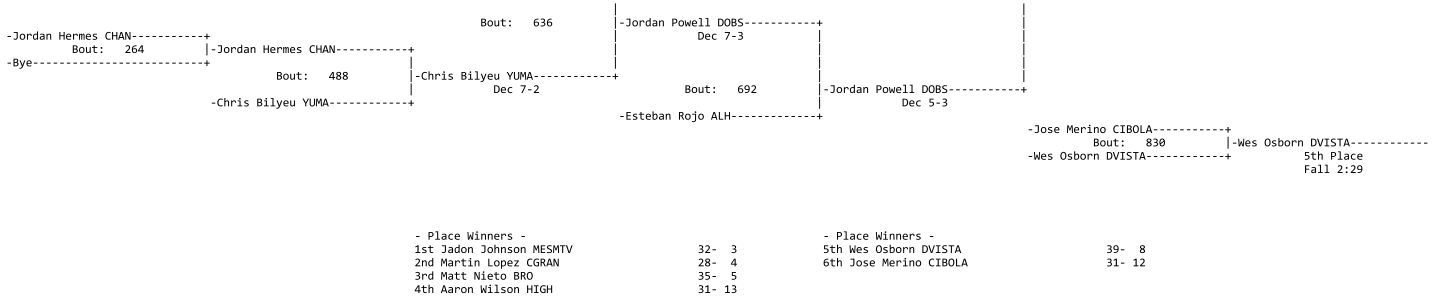 Bout: 636 |-Jordan Powell DOBS-----------+
-Jordan Hermes CHAN-----------+ Dec 7-3
Bout: 264 |-Jordan Hermes CHAN-----------+
-Bye--------------------------+
Bout: 488 |-Chris Bilyeu YUMA------------+
Dec 7-2 Bout: 692 |-Jordan Powell DOBS-----------+
-Chris Bilyeu YUMA------------+ Dec 5-3
-Esteban Rojo ALH-------------+
-Jose Merino CIBOLA-----------+
Bout: 830 |-Wes Osborn DVISTA------------
-Wes Osborn DVISTA------------+ 5th Place
Fall 2:29
- Place Winners - - Place Winners -
1st Jadon Johnson MESMTV 32- 3 5th Wes Osborn DVISTA 39- 8
2nd Martin Lopez CGRAN 28- 4 6th Jose Merino CIBOLA 31- 12
3rd Matt Nieto BRO 35- 5
4th Aaron Wilson HIGH 31- 13